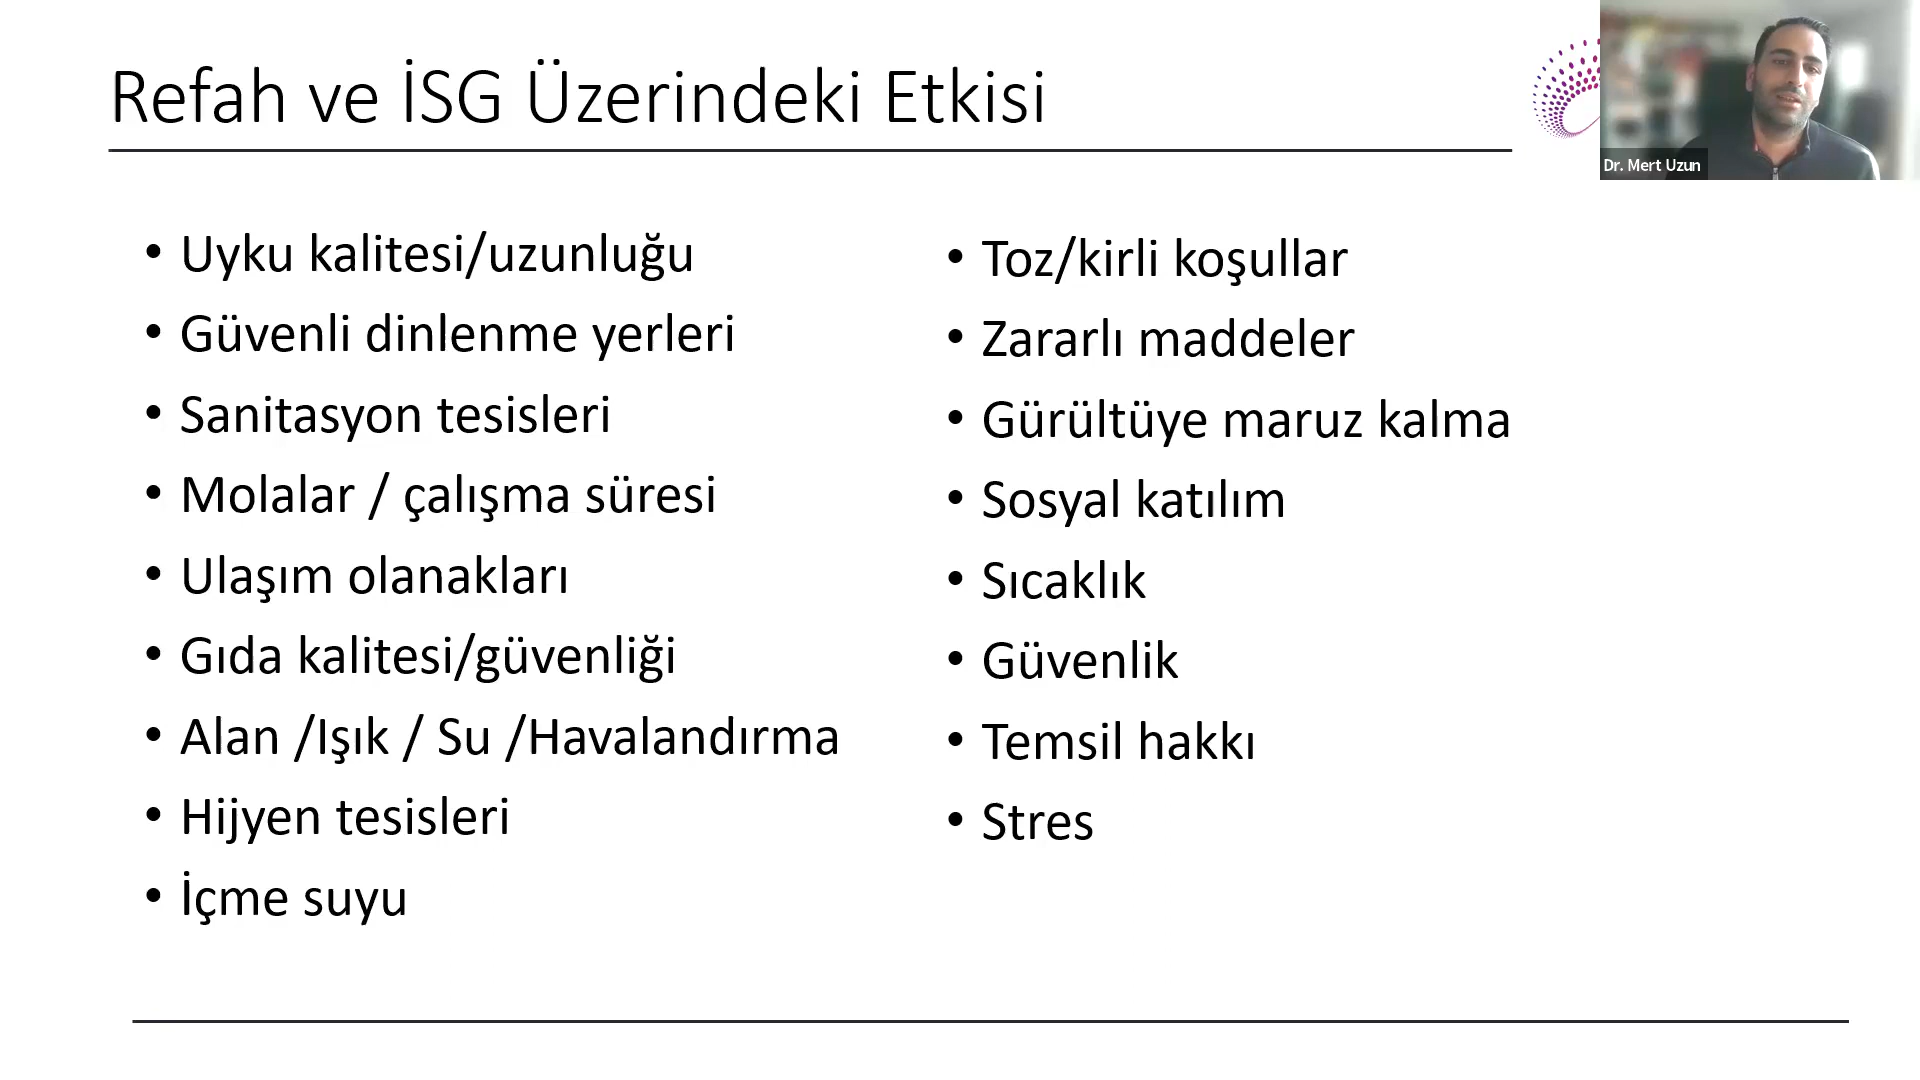 Refah ve İSG Üzerindeki Etkisi
Dr. Mert Uzun
• Uyku kalitesi/uzunluğu
• Güvenli dinlenme yerleri
• Sanitasyon tesisleri
• Molalar / çalışma süresi
• Ulaşım olanakları
• Gıda kalitesi/güvenliği
• Alan /Işık / Su /Havalandırma
• Hijyen tesisleri
• İçme suyu
• Toz/kirli koşullar
• Zararlı maddeler
• Gürültüye maruz kalma
• Sosyal katılım
• Sıcaklık
• Güvenlik
• Temsil hakkı
• Stres